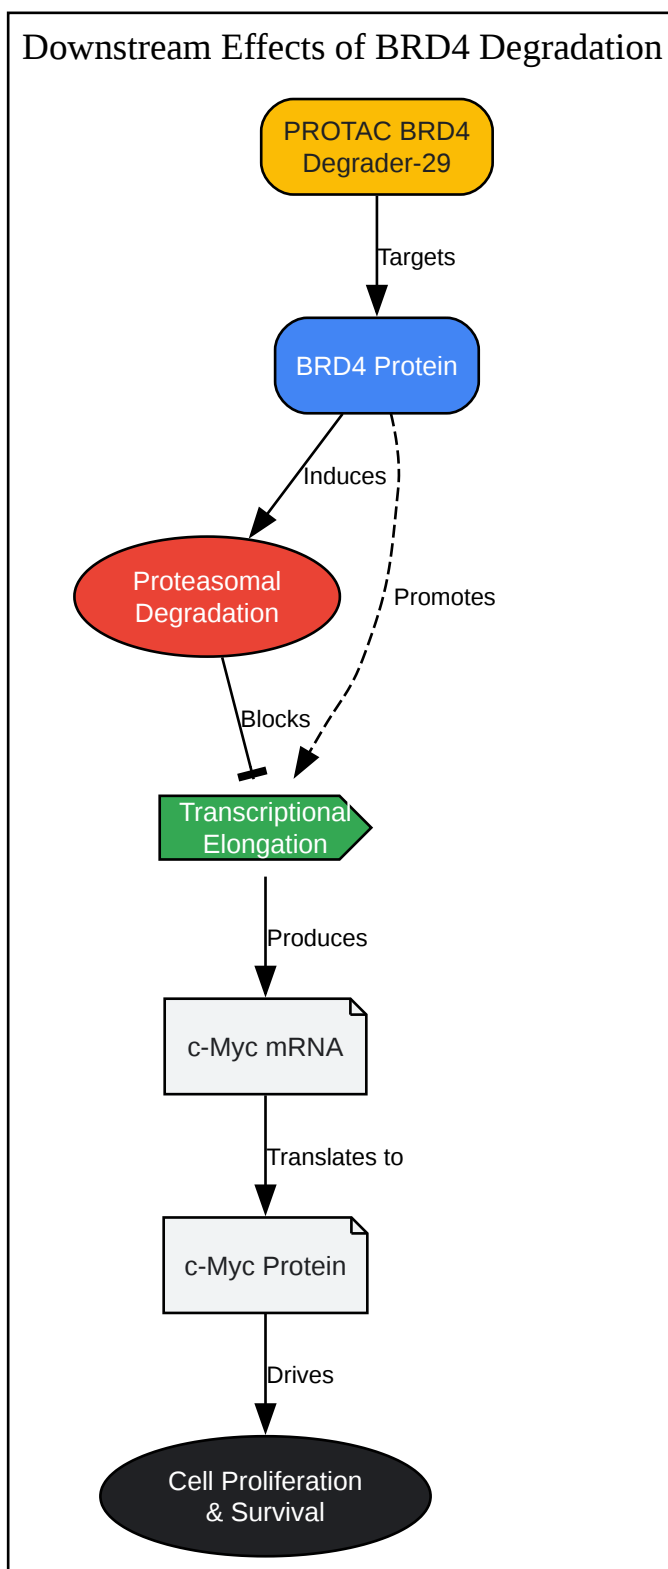 Downstream Effects of BRD4 Degradation
PROTAC BRD4
Degrader-29
Targets
BRD4 Protein
Induces
Proteasomal
Degradation
Promotes
Blocks
Transcriptional
Elongation
Produces
c-Myc mRNA
Translates to
c-Myc Protein
Drives
Cell Proliferation
& Survival